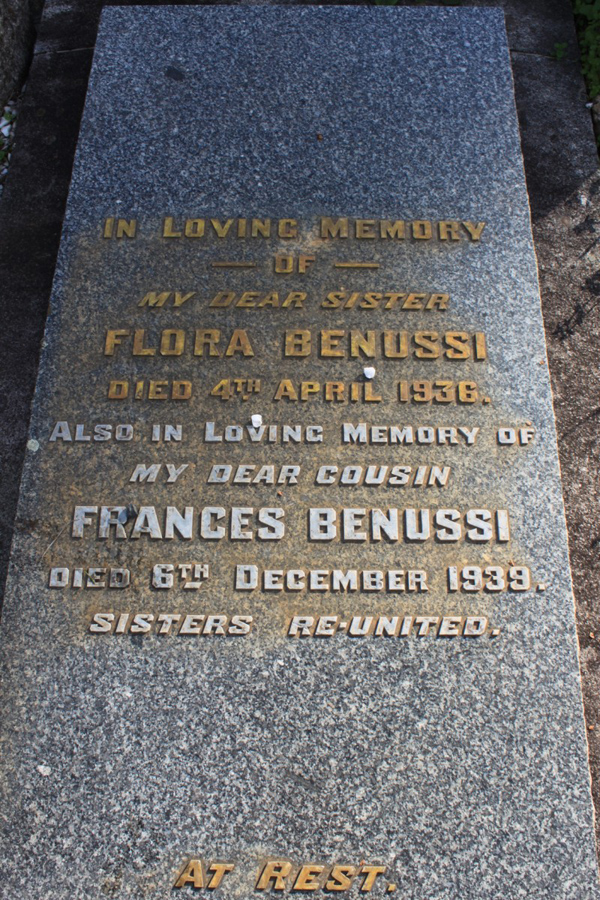 In Loving Memory
— of —
my dear sister
Flora Benussi
Died 4th April 1936.
Also in Loving Memory of
my dear cousin
Frances Benussi
Died 6th December 1939.
Sisters Re-united.
At Rest.